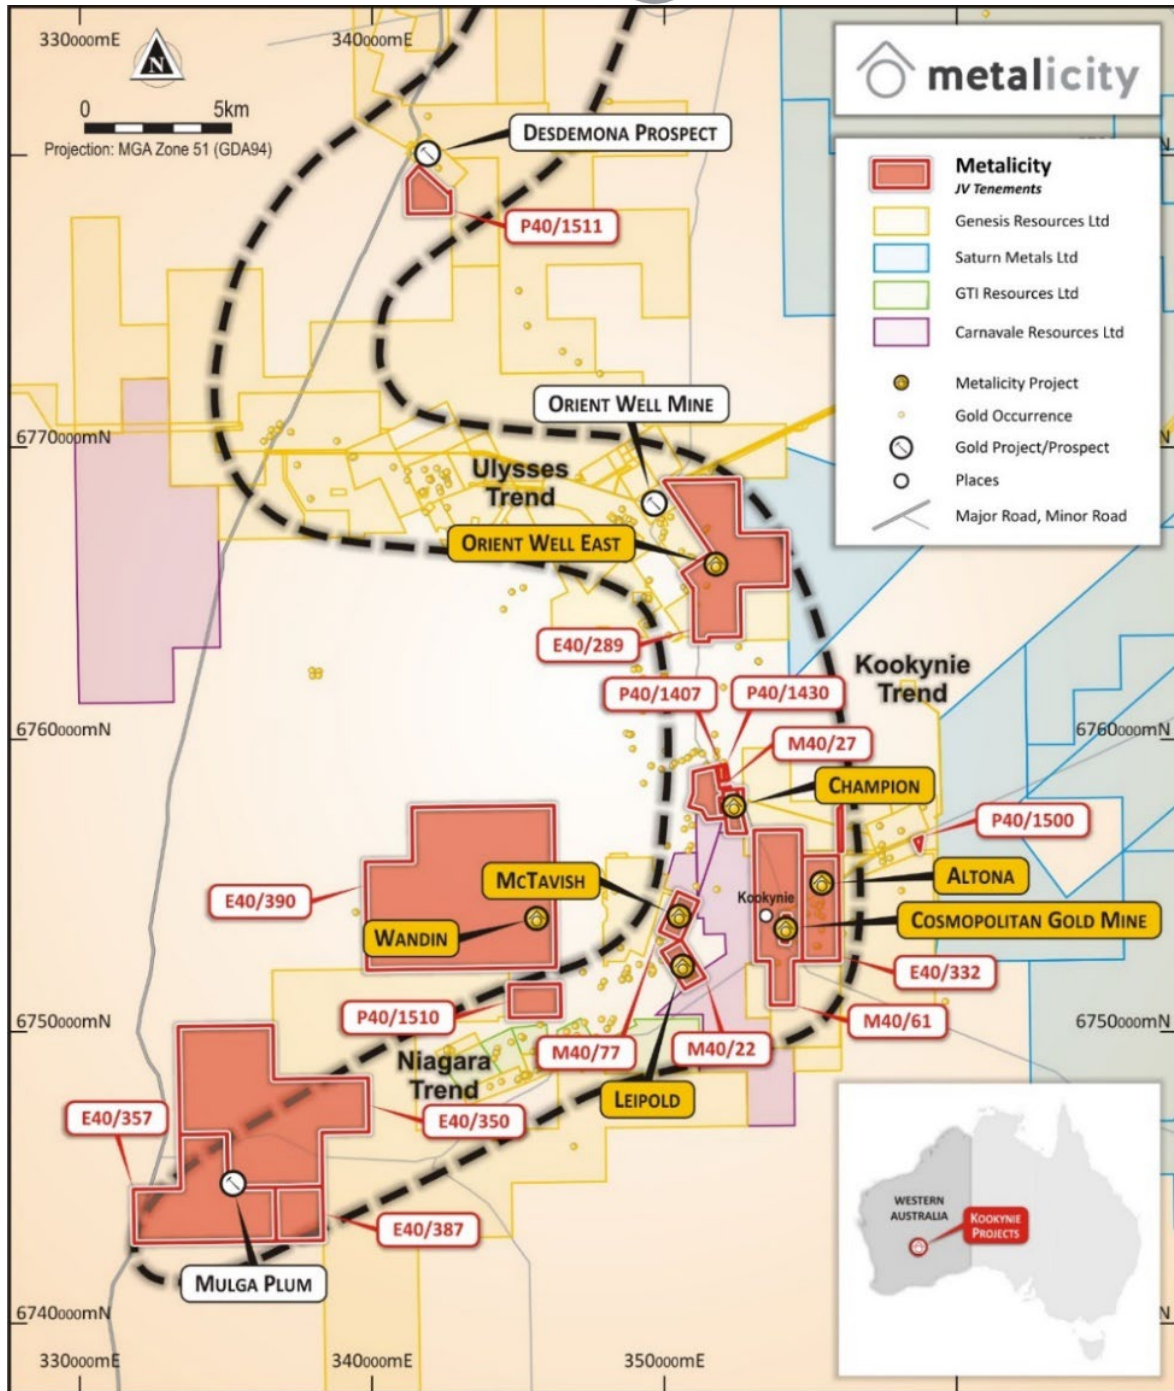 330000mE
340000mE
N
0 5km
Projection: MGA Zone 51 (GDA94)
metalicity
Metalicity
JV Tenements
Genesis Resources Ltd
Saturn Metals Ltd
GTI Resources Ltd
Carnavale Resources Ltd
Metalicity Project
Gold Occurrence
Gold Project/Prospect
Places
Major Road, Minor Road
DESDEMONA PROSPECT
P40/1511
ORIENT WELL MINE
6770000mN
Ulysses
Trend
ORIENT WELL EAST
E40/289
Kookynie
Trend
P40/1407
P40/1430
6760000mN
6760000mN
M40/27
CHAMPION
P40/1500
MCTAVISH
ALTONA
E40/390
Kookynie
COSMOPOLITAN GOLD MINE
WANDIN
E40/332
P40/1510
M40/61
6750000mN
6750000mN
M40/77
M40/22
Niagara
Trend
LEIPOLD
E40/357
E40/350
E40/387
MULGA PLUM
WESTERN
AUSTRALIA
KOOKYNIE
PROJECTS
6740000mN
330000mE
340000mE
350000mE